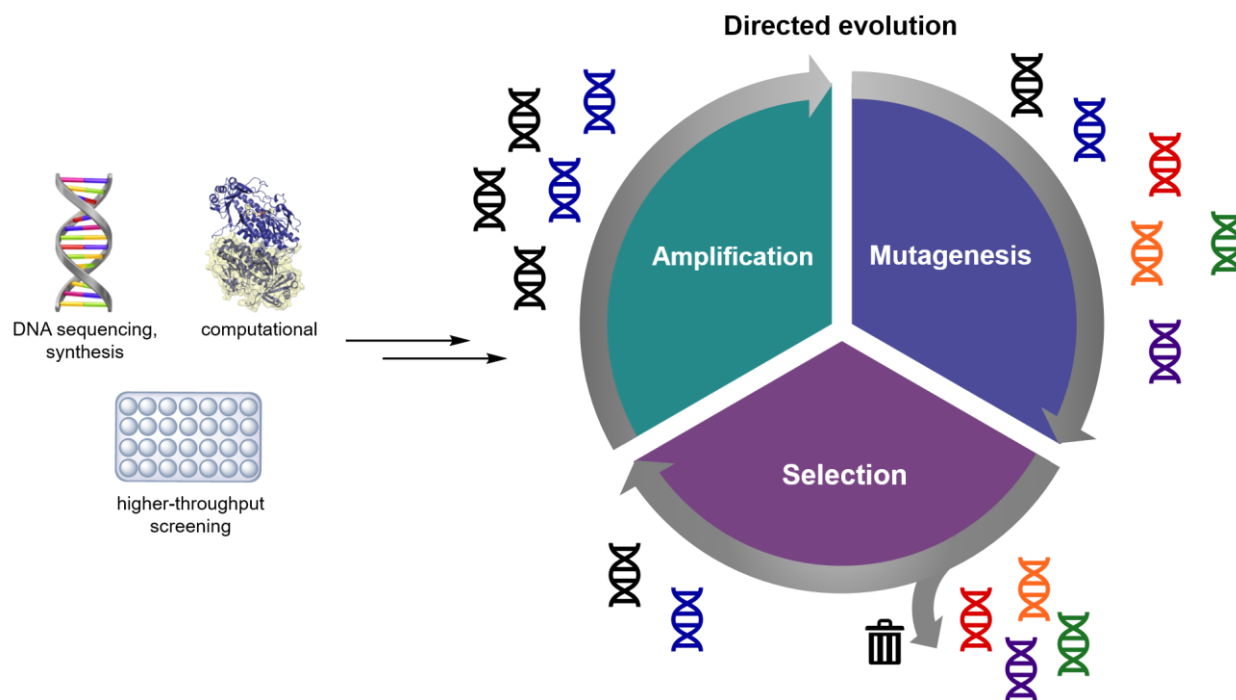 Directed evolution
Amplification
Mutagenesis
Selection
DNA sequencing,
synthesis
computational
higher-throughput
screening